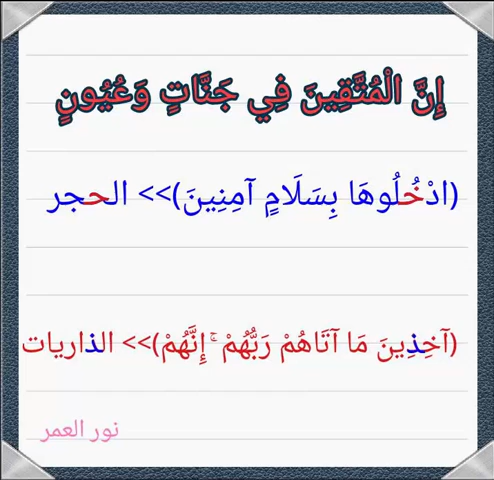 إِنَّ الْمُتَّقِينَ فِي جَنَّاتٍ وَعُيُونٍ
(ادْخُلُوهَا بِسَلَامٍ آمِنِينَ)>> الحجر
(آخِذِينَ مَا آتَاهُمْ رَبُّهُمْ ۚ إِنَّهُمْ)>> الذاريات
نور العمر